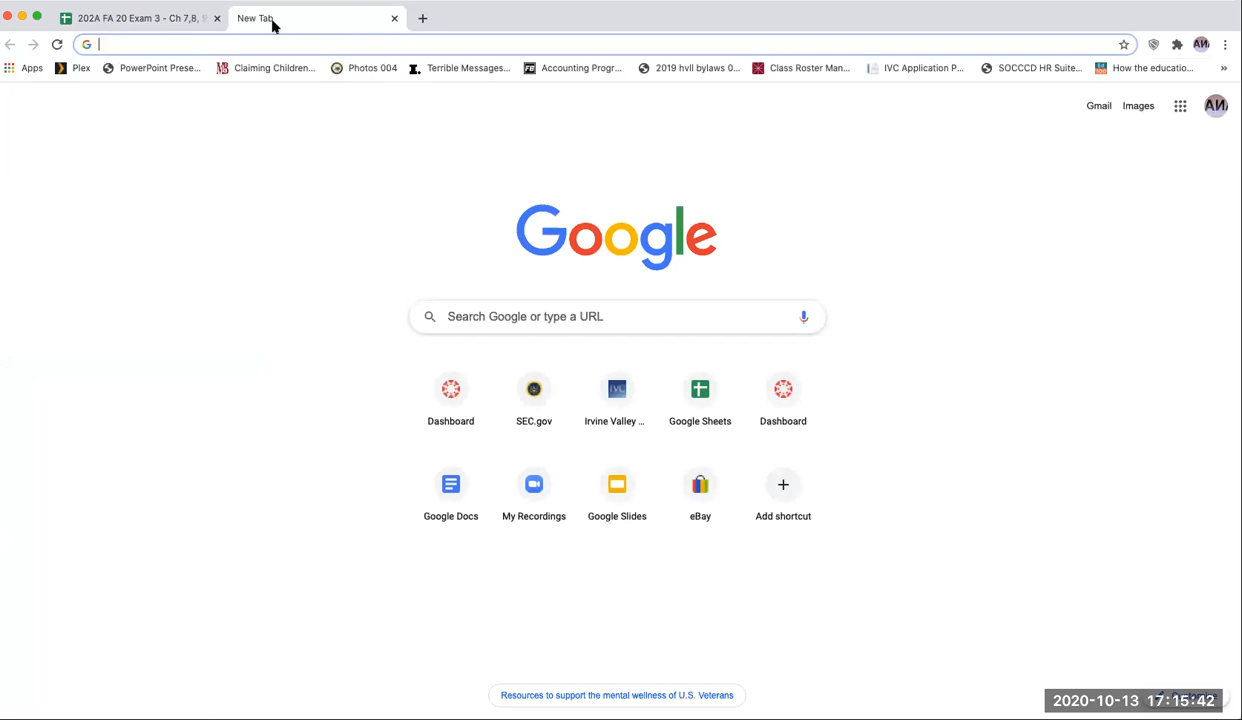 202A FA 20 Exam 3 - Ch 7,8, 9
New Tab
Apps
Plex
PowerPoint Prese...
Claiming Children...
Photos 004
Terrible Messages...
Accounting Progr...
2019 hvll bylaws 0...
Class Roster Man...
IVC Application P...
SOCCCD HR Suite...
How the educatio...
»
Gmail Images
Google
Search Google or type a URL
Dashboard SEC.gov Irvine Valley ... Google Sheets Dashboard
Google Docs My Recordings Google Slides eBay Add shortcut
Resources to support the mental wellness of U.S. Veterans
2020-10-13 17:15:42